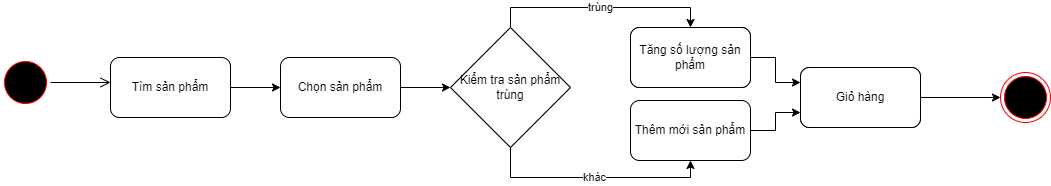 Tìm sản phẩm
Chọn sản phẩm
Kiểm tra sản phẩm
trùng
trùng
Tăng số lượng sản
phẩm
Thêm mới sản phẩm
khác
Giỏ hàng